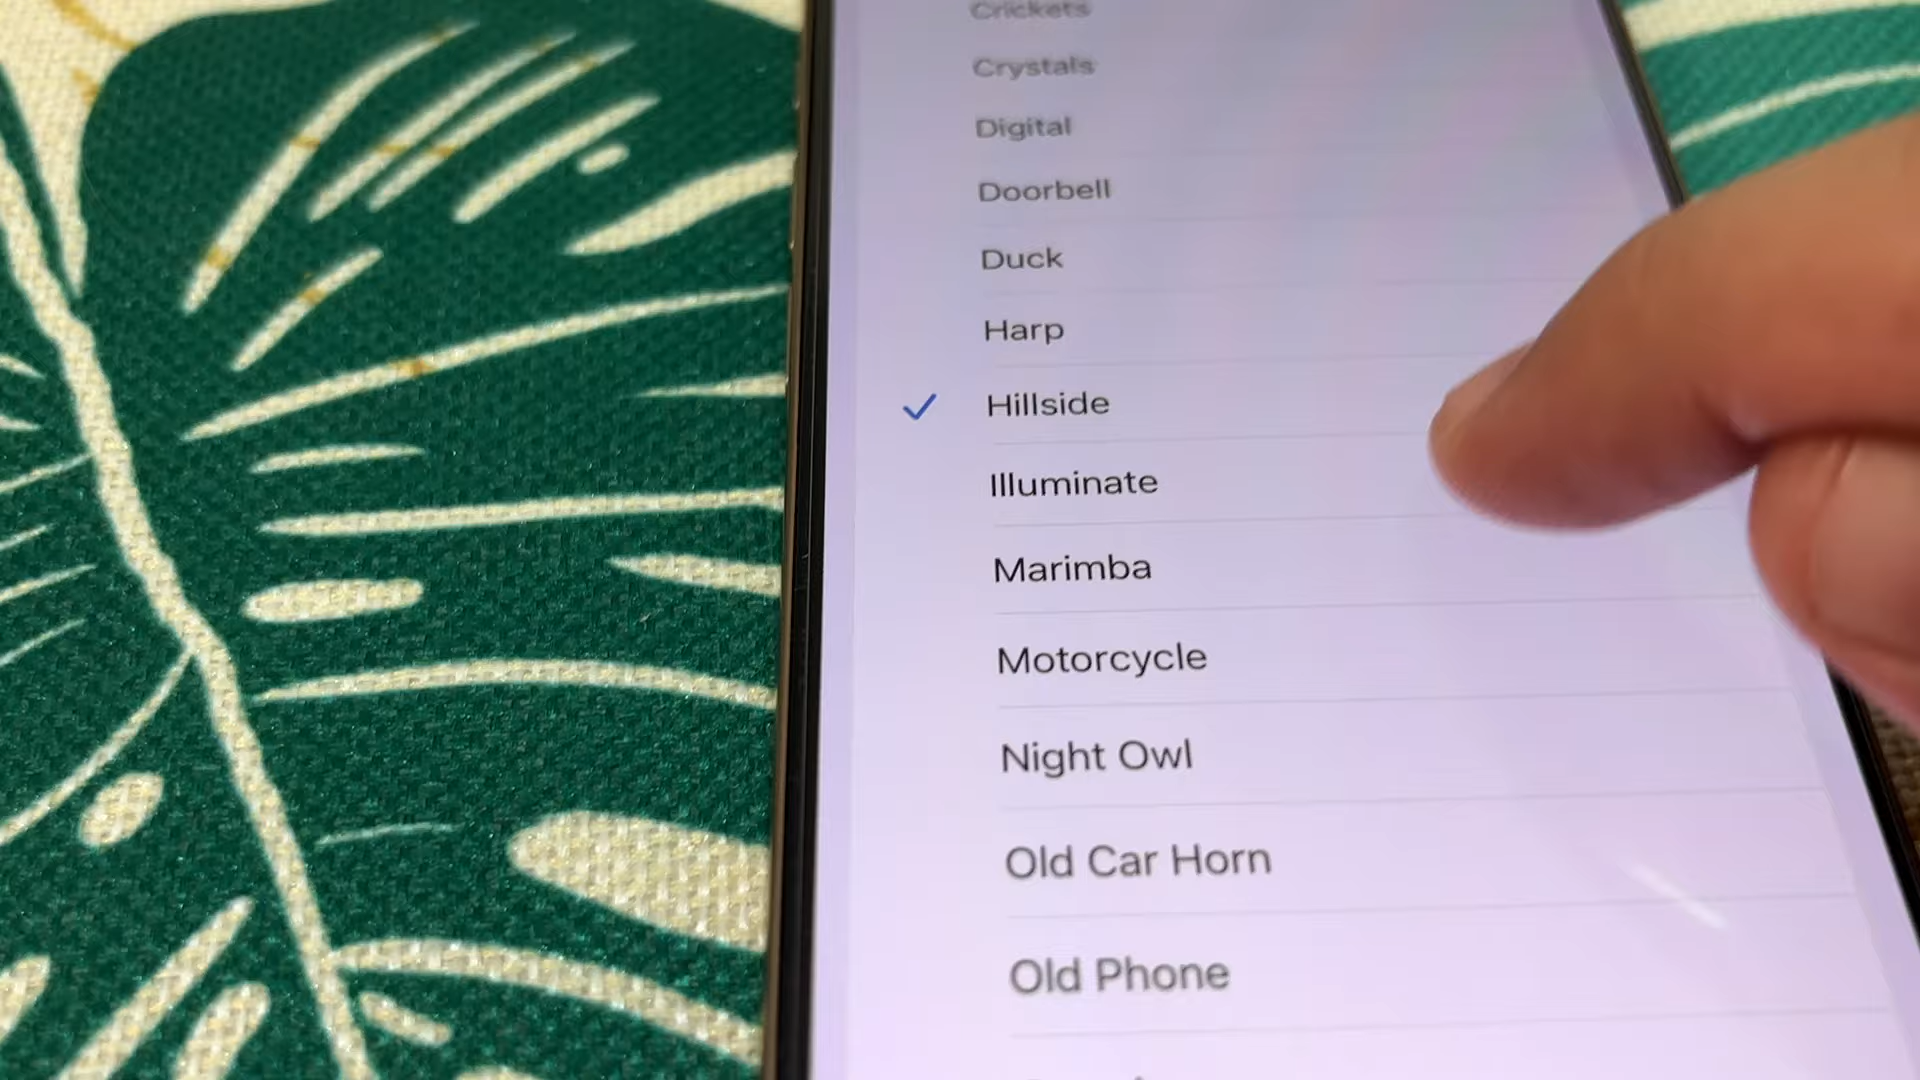 Crickets
Crystals
Digital
Doorbell
Duck
Harp
Hillside
Illuminate
Marimba
Motorcycle
Night Owl
Old Car Horn
Old Phone